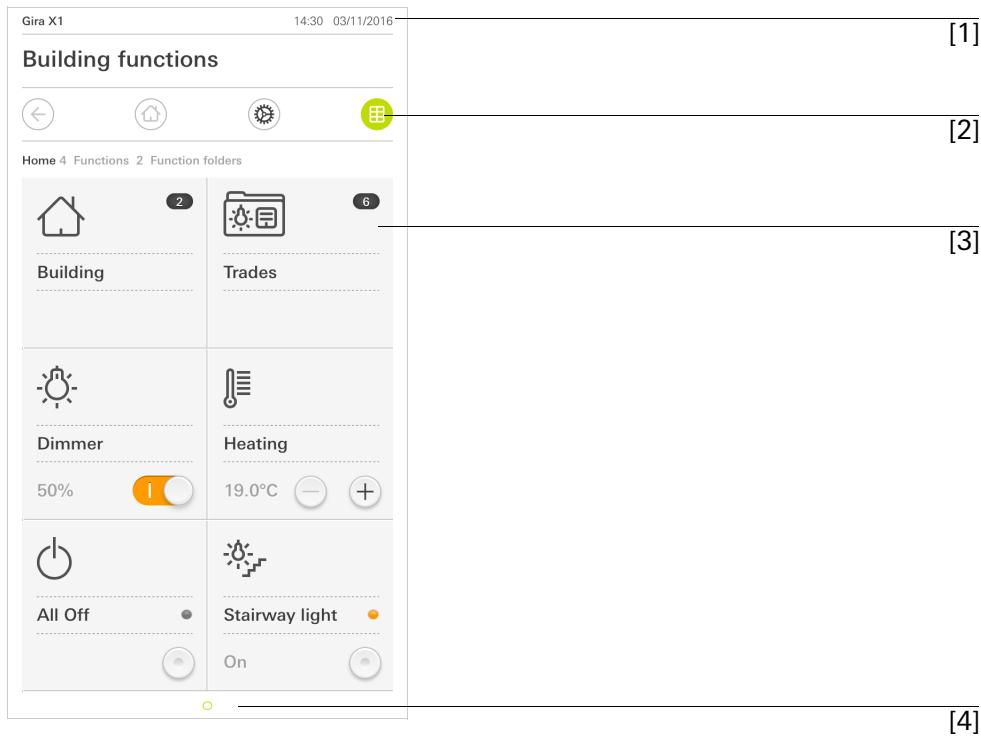 Gira X1 14:30 03/11/2016
[1]
Building functions
[2]
Home 4 Functions 2 Function folders
2 6
[3]
Building Trades
Dimmer Heating
50% 19.0°C
All Off Stairway light
On
[4]